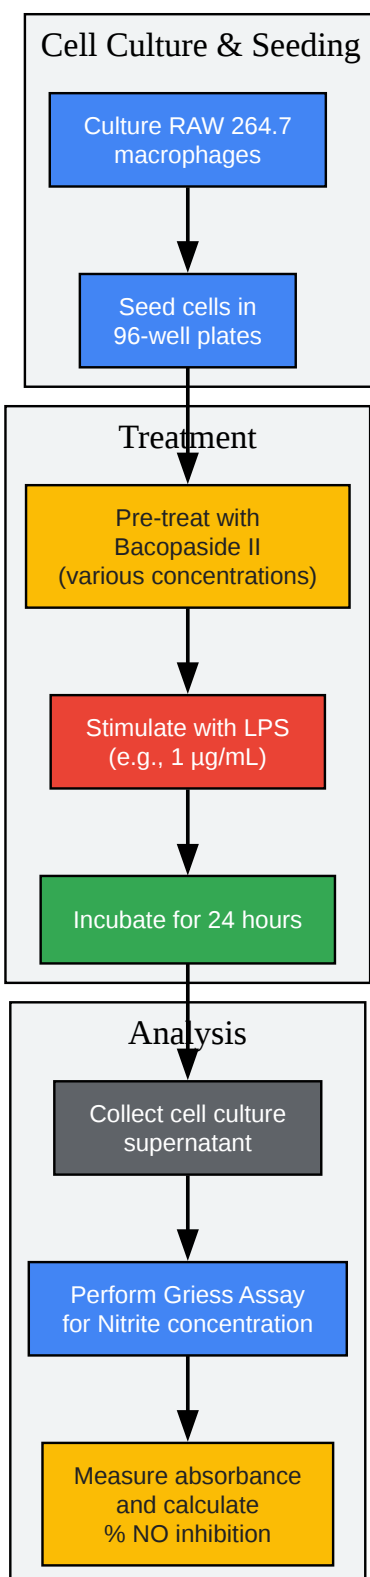 Cell Culture & Seeding
Culture RAW 264.7
macrophages
Seed cells in
96-well plates
Treatment
Pre-treat with
Bacopaside II
(various concentrations)
Stimulate with LPS
(e.g., 1 µg/mL)
Incubate for 24 hours
Analysis
Collect cell culture
supernatant
Perform Griess Assay
for Nitrite concentration
Measure absorbance
and calculate
% NO inhibition